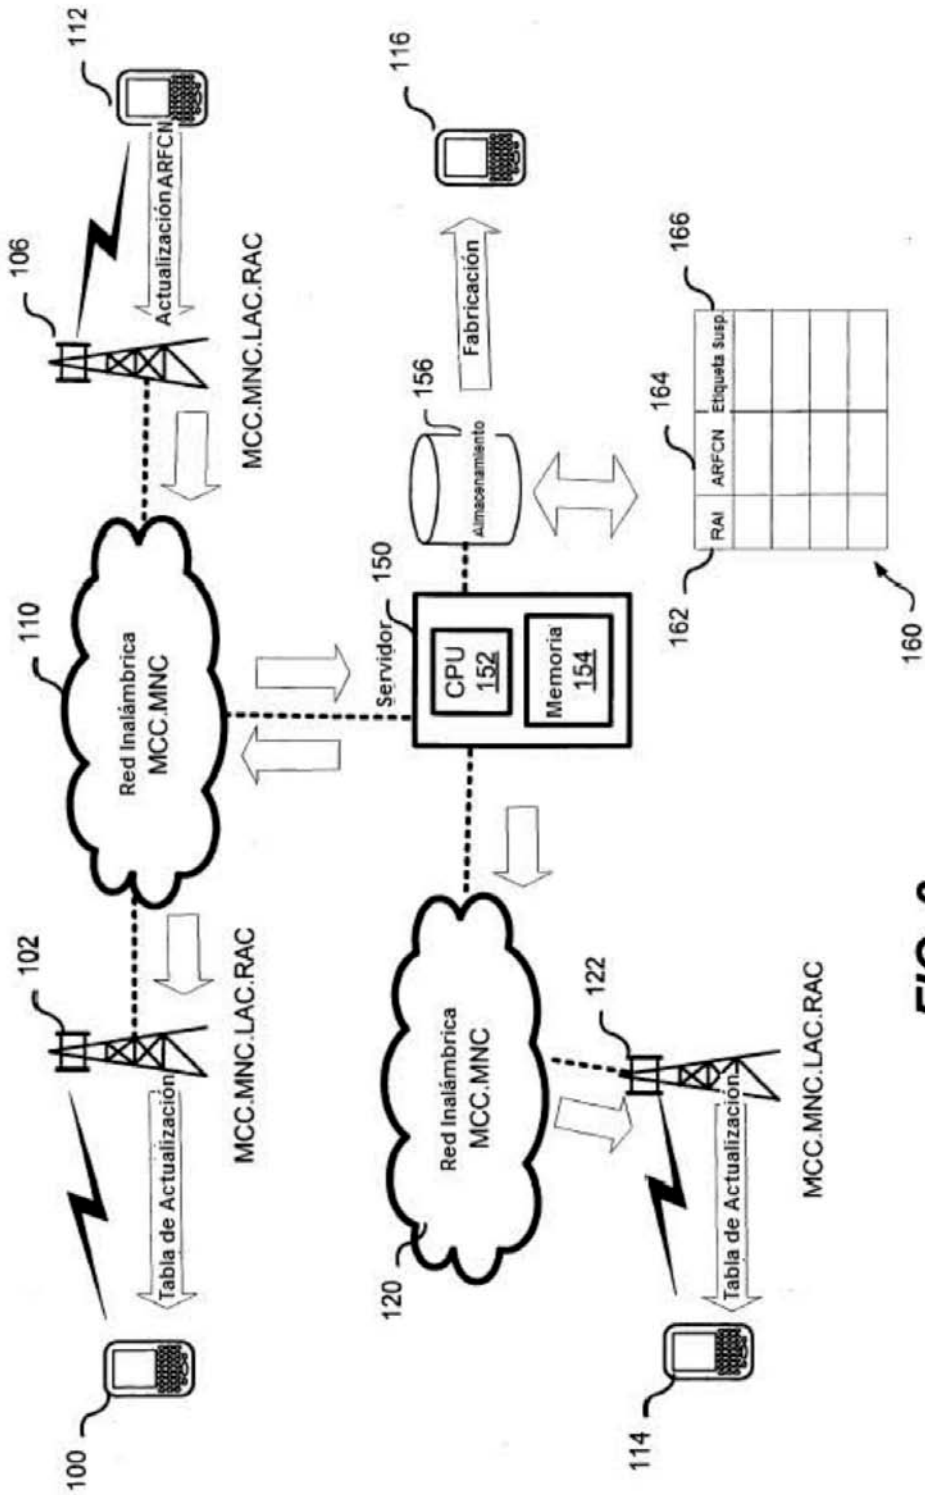 100
102
110
106
112
Tabla de Actualización
MCC.MNC.LAC.RAC
Red Inalámbrica
MCC.MNC
Actualización ARFCN
MCC.MNC.LAC.RAC
120
Red Inalámbrica
MCC.MNC
Servidor
150
CPU
152
Memoria
154
156
Almacenamiento
Fabricación
116
114
122
Tabla de Actualización
MCC.MNC.LAC.RAC
162
164
166
RAI ARFCN Etiqueta Susp.
160
FIG.